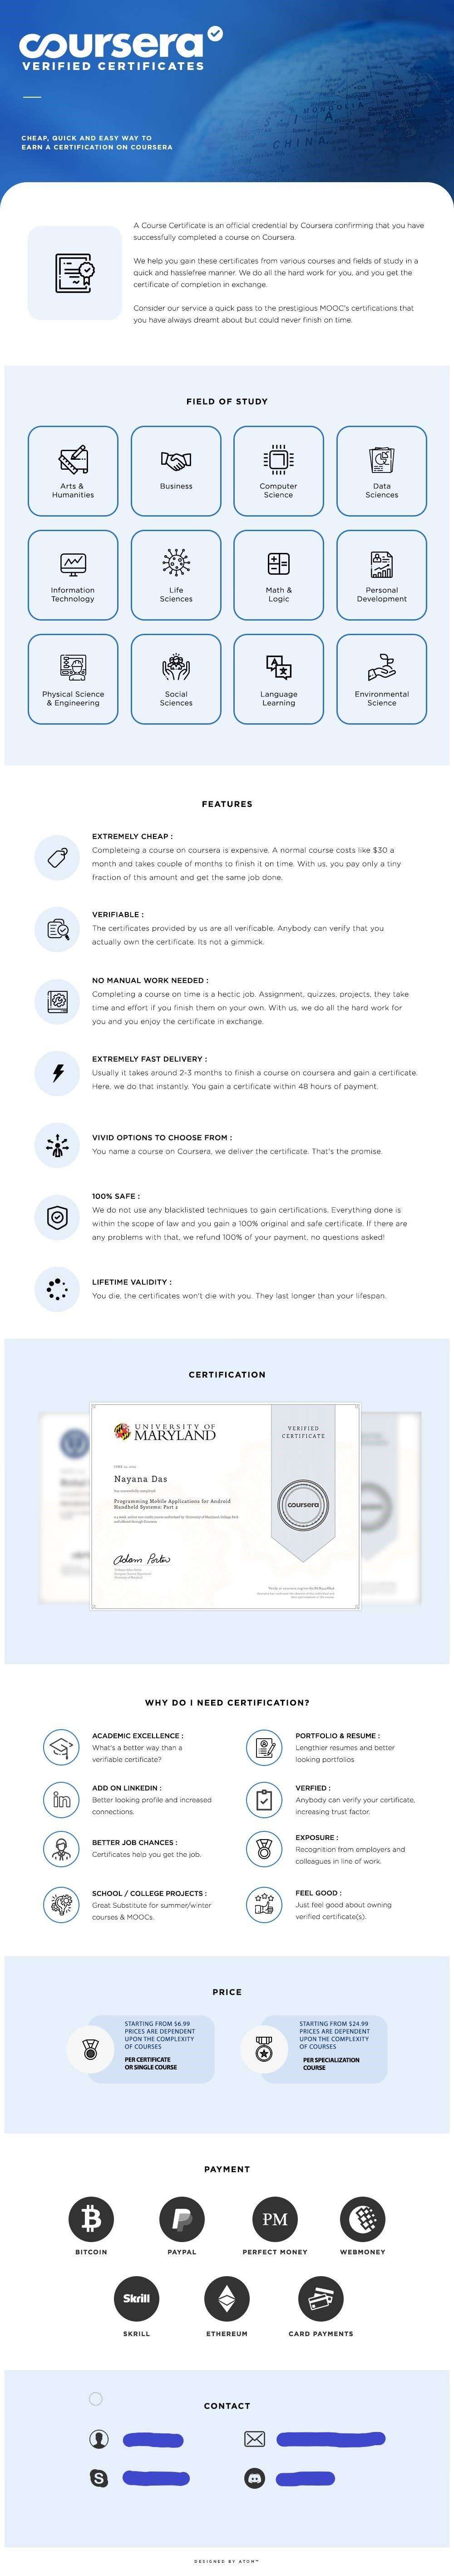 coursera
VERIFIED CERTIFICATES
MONGOLIA
CHINA
CHEAP, QUICK AND EASY WAY TO
EARN A CERTIFICATION ON COURSERA
A Course Certificate is an official credential by Coursera confirming that you have
successfully completed a course on Coursera.
We help you gain these certificates from various courses and fields of study in a
quick and hasslefree manner. We do all the hard work for you, and you get the
certificate of completion in exchange.
Consider our service a quick pass to the prestigious MOOC's certifications that
you have always dreamt about but could never finish on time.
FIELD OF STUDY
Arts &
Humanities
Business
Computer
Science
Data
Sciences
Information
Technology
Life
Sciences
Math &
Logic
Personal
Development
Physical Science
& Engineering
Social
Sciences
Language
Learning
Environmental
Science
FEATURES
EXTREMELY CHEAP :
Completeing a course on coursera is expensive. A normal course costs like $30 a
month and takes couple of months to finish it on time. With us, you pay only a tiny
fraction of this amount and get the same job done.
VERIFIABLE :
The certificates provided by us are all verificable. Anybody can verify that you
actually own the certificate. Its not a gimmick.
NO MANUAL WORK NEEDED :
Completing a course on time is a hectic job. Assignment, quizzes, projects, they take
time and effort if you finish them on your own. With us, we do all the hard work for
you and you enjoy the certificate in exchange.
EXTREMELY FAST DELIVERY :
Usually it takes around 2-3 months to finish a course on coursera and gain a certificate.
Here, we do that instantly. You gain a certificate within 48 hours of payment.
VIVID OPTIONS TO CHOOSE FROM :
You name a course on Coursera, we deliver the certificate. That's the promise.
100% SAFE :
We do not use any blacklisted techniques to gain certifications. Everything done is
within the scope of law and you gain a 100% original and safe certificate. If there are
any problems with that, we refund 100% of your payment, no questions asked!
LIFETIME VALIDITY :
You die, the certificates won't die with you. They last longer than your lifespan.
CERTIFICATION
UNIVERSITY OF
MARYLAND
VERIFIED
CERTIFICATE
Nayana Das
has successfully completed
Programming Mobile Applications for Android
Handheld Systems: Part 2
coursera
Adam Porter
WHY DO I NEED CERTIFICATION?
ACADEMIC EXCELLENCE :
What's a better way than a
verifiable certificate?
PORTFOLIO & RESUME :
Lengthier resumes and better
looking portfolios
ADD ON LINKEDIN :
Better looking profile and increased
connections.
VERFIED :
Anybody can verify your certificate,
increasing trust factor.
BETTER JOB CHANCES :
Certificates help you get the job.
EXPOSURE :
Recognition from employers and
colleagues in line of work.
SCHOOL / COLLEGE PROJECTS :
Great Substitute for summer/winter
courses & MOOCs.
FEEL GOOD :
Just feel good about owning
verified certificate(s).
PRICE
STARTING FROM $6.99
PRICES ARE DEPENDENT
UPON THE COMPLEXITY
OF COURSES
PER CERTIFICATE
OR SINGLE COURSE
STARTING FROM $24.99
PRICES ARE DEPENDENT
UPON THE COMPLEXITY
OF COURSES
PER SPECIALIZATION
COURSE
PAYMENT
BITCOIN
PAYPAL
PM
PERFECT MONEY
WEBMONEY
Skrill
SKRILL
ETHEREUM
CARD PAYMENTS
CONTACT
DESIGNED BY ATOM™